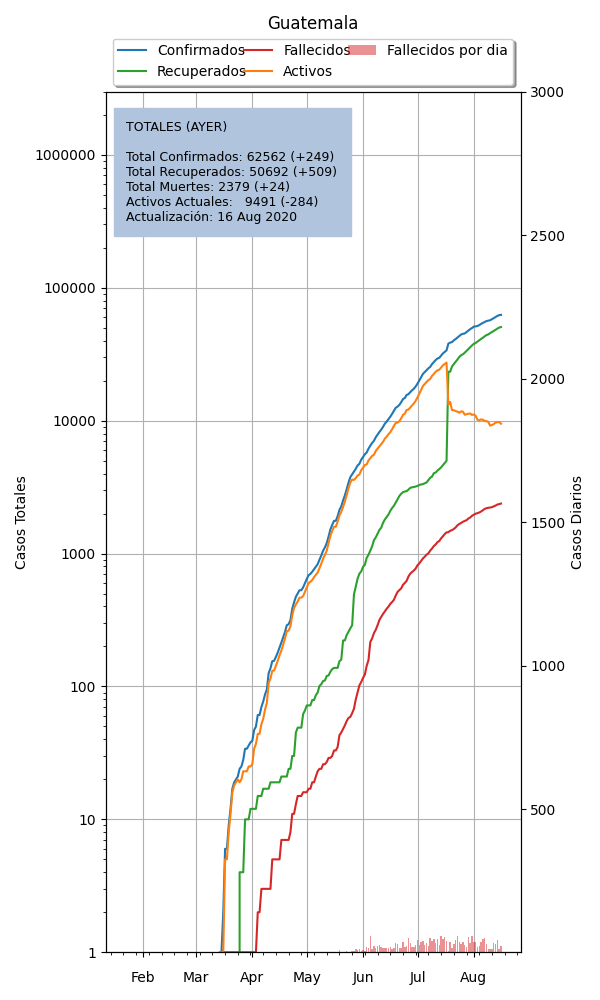 Guatemala
Confirmados Fallecidos Fallecidos por dia
Recuperados Activos
TOTALES (AYER)
Total Confirmados: 62562 (+249)
Total Recuperados: 50692 (+509)
Total Muertes: 2379 (+24)
Activos Actuales: 9491 (-284)
Actualización: 16 Aug 2020
Casos Totales
1000000
100000
10000
1000
100
10
1
3000
2500
2000
1500
1000
500
Casos Diarios
Feb Mar Apr May Jun Jul Aug